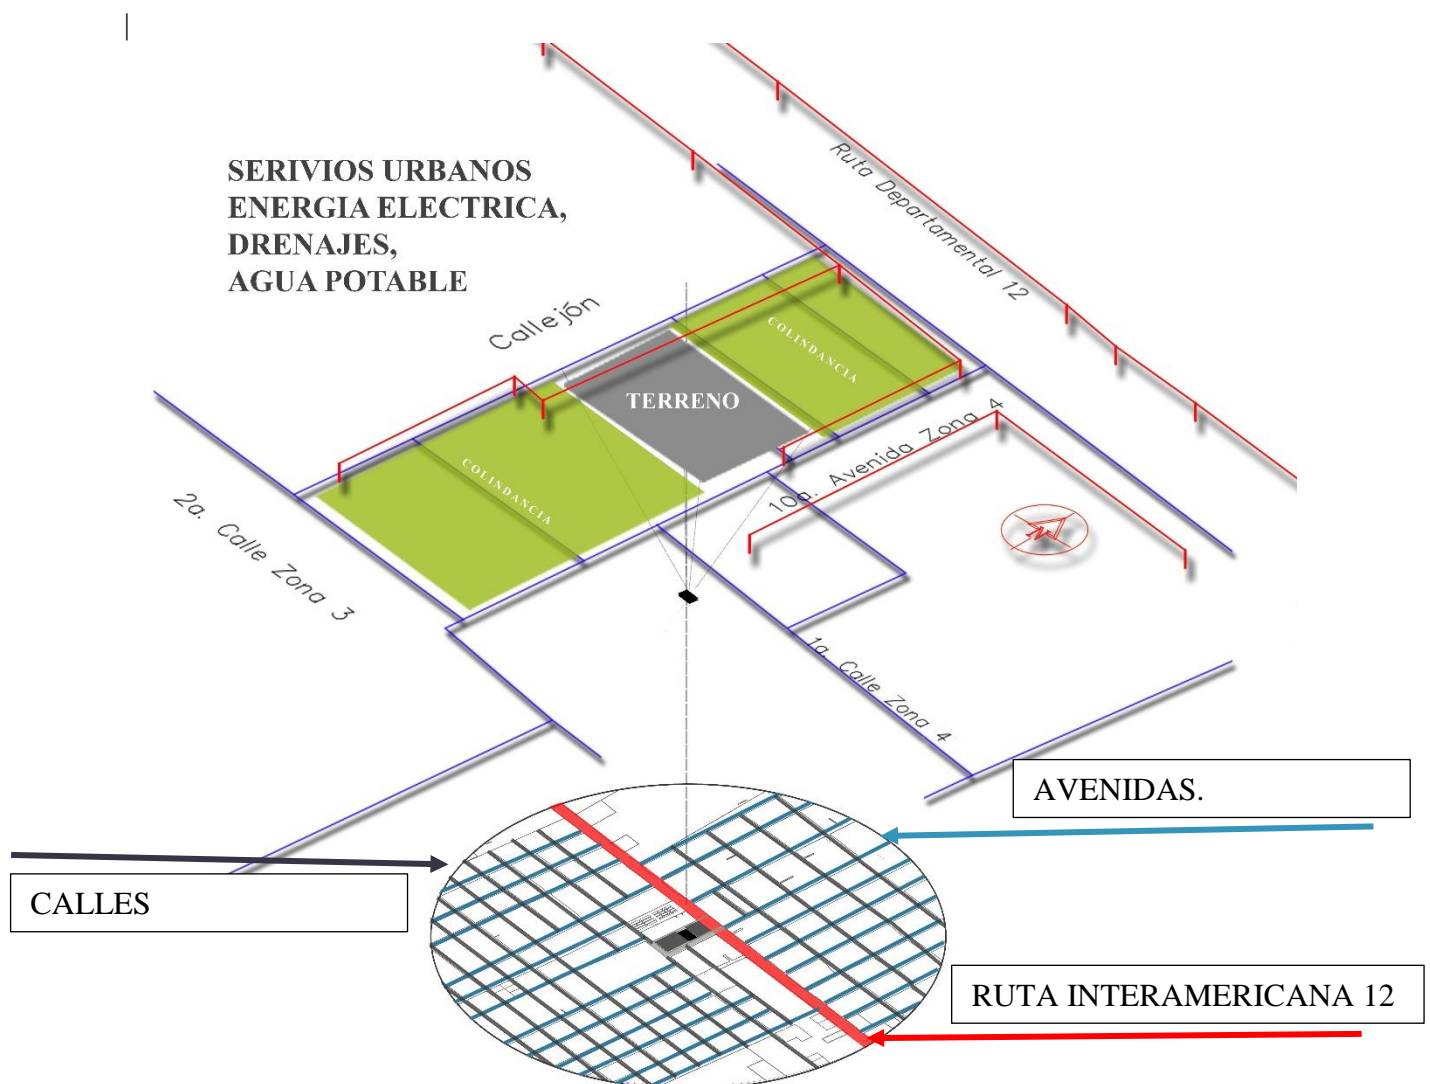 SERIVIOS URBANOS
ENERGIA ELECTRICA,
DRENAJES,
AGUA POTABLE
Ruta Departamental 12
Callejón
COLINDANCIA
TERRENO
COLINDANCIA
10a. Avenida Zona 4
2a. Calle Zona 3
1a. Calle Zona 4
AVENIDAS.
CALLES
RUTA INTERAMERICANA 12